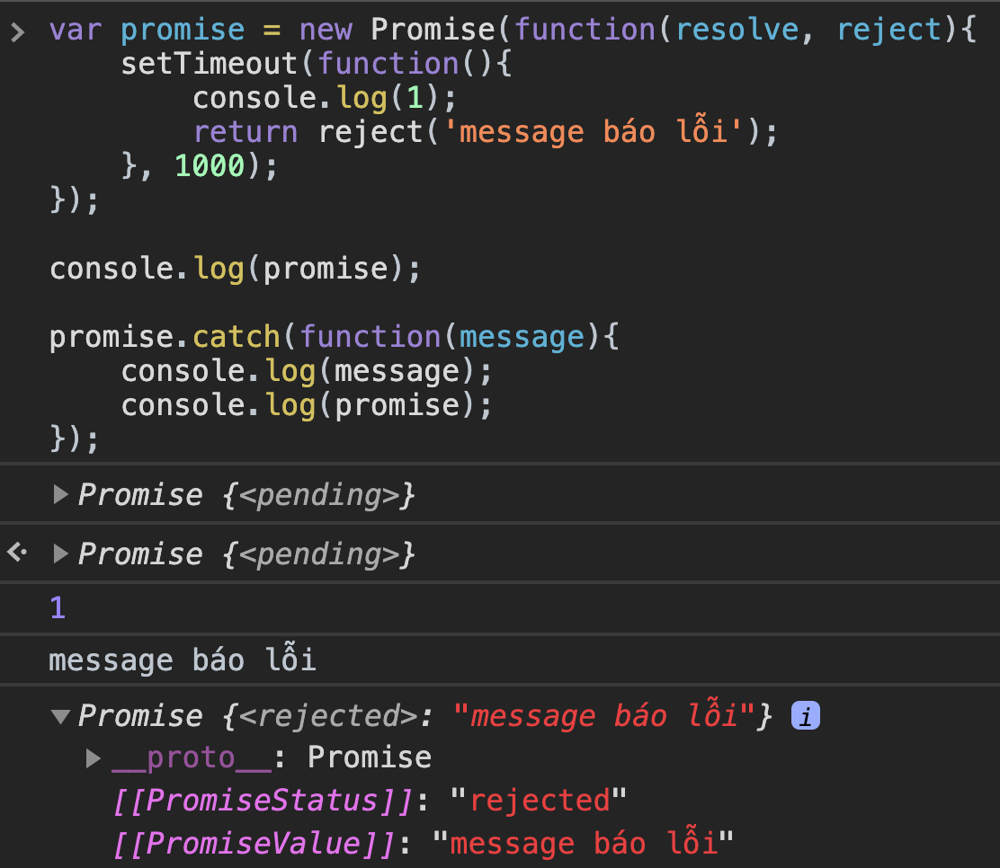 var promise = new Promise(function(resolve, reject){
    setTimeout(function(){
        console.log(1);
        return reject('message báo lỗi');
    }, 1000);
});

console.log(promise);

promise.catch(function(message){
    console.log(message);
    console.log(promise);
});
Promise {<pending>}
Promise {<pending>}
1
message báo lỗi
Promise {<rejected>: "message báo lỗi"} i
__proto__: Promise
[[PromiseStatus]]: "rejected"
[[PromiseValue]]: "message báo lỗi"